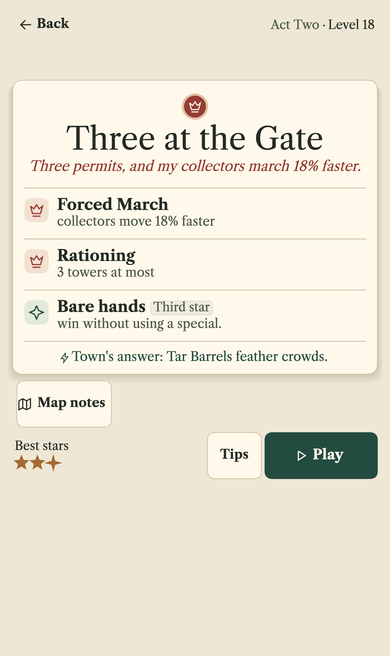 ← Back
Act Two · Level 18
Three at the Gate
Three permits, and my collectors march 18% faster.
Forced March
collectors move 18% faster
Rationing
3 towers at most
Bare hands Third star
win without using a special.
Town's answer: Tar Barrels feather crowds.
Map notes
Best stars
Tips
Play